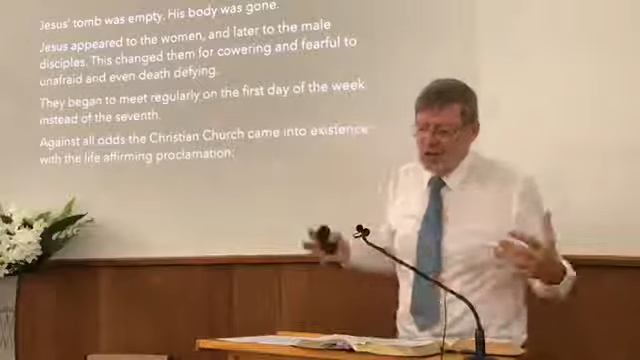 Jesus' tomb was empty. His body was gone.
Jesus appeared to the women, and later to the male
disciples. This changed them for cowering and fearful to
unafraid and even death defying.
They began to meet regularly on the first day of the week
instead of the seventh.
Against all odds the Christian Church came into existence
with the life affirming proclamation: